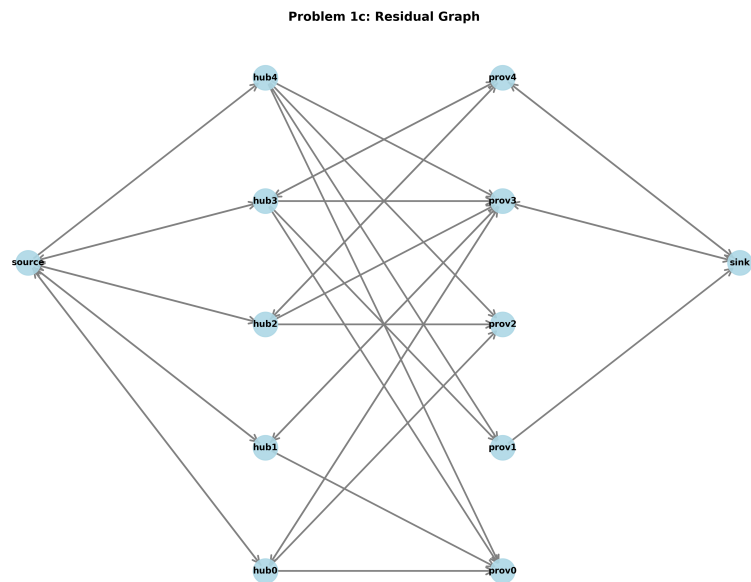 Problem 1c: Residual Graph
hub4
prov4
hub3
prov3
source
sink
hub2
prov2
hub1
prov1
hub0
prov0